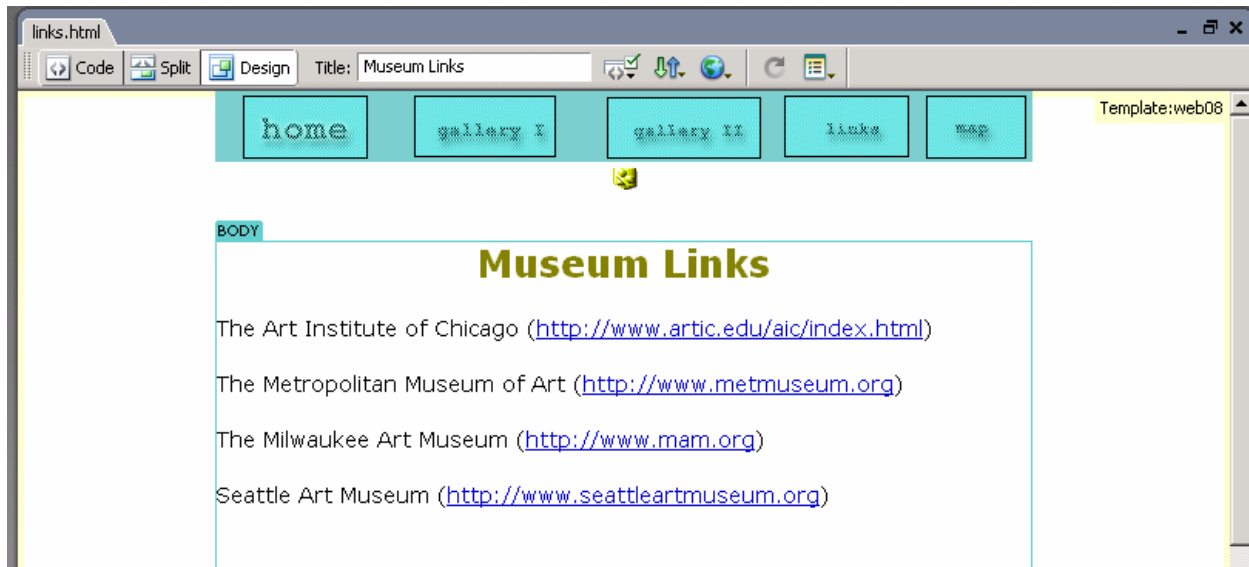 links.html
Code Split Design Title: Museum Links
Template:web08
home gallery I gallery II links map
BODY
Museum Links
The Art Institute of Chicago (http://www.artic.edu/aic/index.html)
The Metropolitan Museum of Art (http://www.metmuseum.org)
The Milwaukee Art Museum (http://www.mam.org)
Seattle Art Museum (http://www.seattleartmuseum.org)